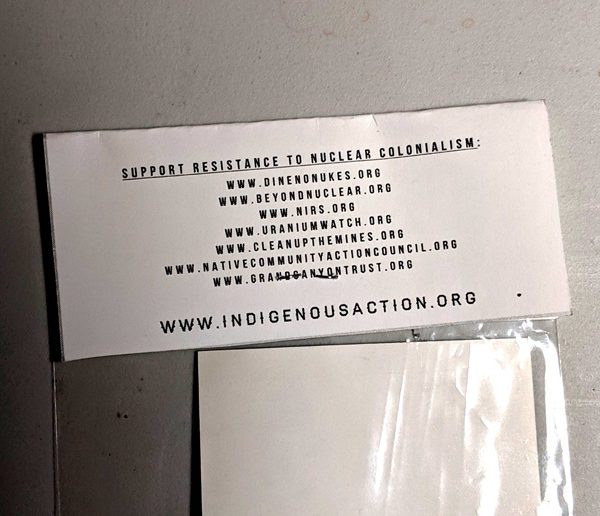 SUPPORT RESISTANCE TO NUCLEAR COLONIALISM:
WWW.DINENONUKES.ORG
WWW.BEYONDNUCLEAR.ORG
WWW.NIRS.ORG
WWW.URANIUMWATCH.ORG
WWW.CLEANUPTHEMINES.ORG
WWW.NATIVECOMMUNITYACTIONCOUNCIL.ORG
WWW.GRANDCANYONTRUST.ORG
WWW.INDIGENOUSACTION.ORG